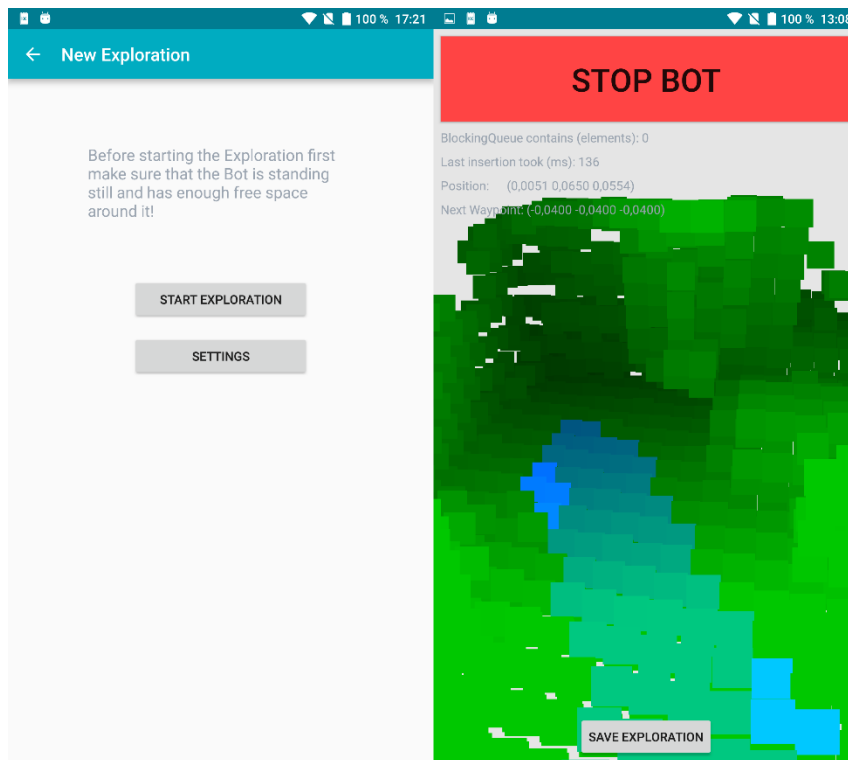 100 % 17:21
New Exploration
Before starting the Exploration first
make sure that the Bot is standing
still and has enough free space
around it!
START EXPLORATION
SETTINGS
100 % 13:08
STOP BOT
BlockingQueue contains (elements): 0
Last insertion took (ms): 136
Position: (0,0051 0,0650 0,0554)
Next Waypoint: (-0,0400 -0,0400 -0,0400)
SAVE EXPLORATION